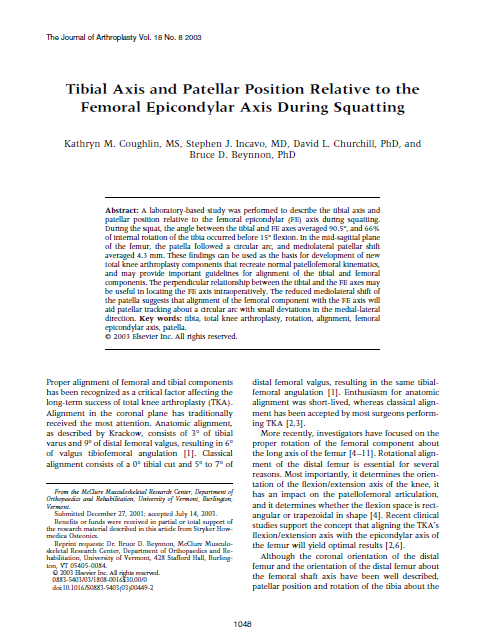 The Journal of Arthroplasty Vol. 18 No. 8 2003
Tibial Axis and Patellar Position Relative to the
Femoral Epicondylar Axis During Squatting
Kathryn M. Coughlin, MS, Stephen J. Incavo, MD, David L. Churchill, PhD, and
Bruce D. Beynnon, PhD
Abstract: A laboratory-based study was performed to describe the tibial axis and
patellar position relative to the femoral epicondylar (FE) axis during squatting.
During the squat, the angle between the tibial and FE axes averaged 90.5°, and 66%
of internal rotation of the tibia occurred before 15° flexion. In the mid-sagittal plane
of the femur, the patella followed a circular arc, and mediolateral patellar shift
averaged 4.3 mm. These findings can be used as the basis for development of new
total knee arthroplasty components that recreate normal patellofemoral kinematics,
and may provide important guidelines for alignment of the tibial and femoral
components. The perpendicular relationship between the tibial and the FE axes may
be useful in locating the FE axis intraoperatively. The reduced mediolateral shift of
the patella suggests that alignment of the femoral component with the FE axis will
aid patellar tracking about a circular arc with small deviations in the medial-lateral
direction. Key words: tibia, total knee arthroplasty, rotation, alignment, femoral
epicondylar axis, patella.
© 2003 Elsevier Inc. All rights reserved.
Proper alignment of femoral and tibial components
has been recognized as a critical factor affecting the
long-term success of total knee arthroplasty (TKA).
Alignment in the coronal plane has traditionally
received the most attention. Anatomic alignment,
as described by Krackow, consists of 3° of tibial
varus and 9° of distal femoral valgus, resulting in 6°
of valgus tibiofemoral angulation [1]. Classical
alignment consists of a 0° tibial cut and 5° to 7° of
From the McClure Musculoskeletal Research Center, Department of
Orthopaedics and Rehabilitation, University of Vermont, Burlington,
Vermont.
Submitted December 27, 2001; accepted July 14, 2003.
Benefits or funds were received in partial or total support of
the research material described in this article from Stryker How-
medica Osteonics.
Reprint requests: Dr. Bruce D. Beynnon, McClure Musculo-
skeletal Research Center, Department of Orthopaedics and Re-
habilitation, University of Vermont, 428 Stafford Hall, Burling-
ton, VT 05405-0084.
© 2003 Elsevier Inc. All rights reserved.
0883-5403/03/1808-0016$30.00/0
doi:10.1016/S0883-5403(03)00449-2
distal femoral valgus, resulting in the same tibial-
femoral angulation [1]. Enthusiasm for anatomic
alignment was short-lived, whereas classical align-
ment has been accepted by most surgeons perform-
ing TKA [2,3].
More recently, investigators have focused on the
proper rotation of the femoral component about
the long axis of the femur [4–11]. Rotational align-
ment of the distal femur is essential for several
reasons. Most importantly, it determines the orien-
tation of the flexion/extension axis of the knee, it
has an impact on the patellofemoral articulation,
and it determines whether the flexion space is rect-
angular or trapezoidal in shape [4]. Recent clinical
studies support the concept that aligning the TKA's
flexion/extension axis with the epicondylar axis of
the femur will yield optimal results [2,6].
Although the coronal orientation of the distal
femur and the orientation of the distal femur about
the femoral shaft axis have been well described,
patellar position and rotation of the tibia about the
1048